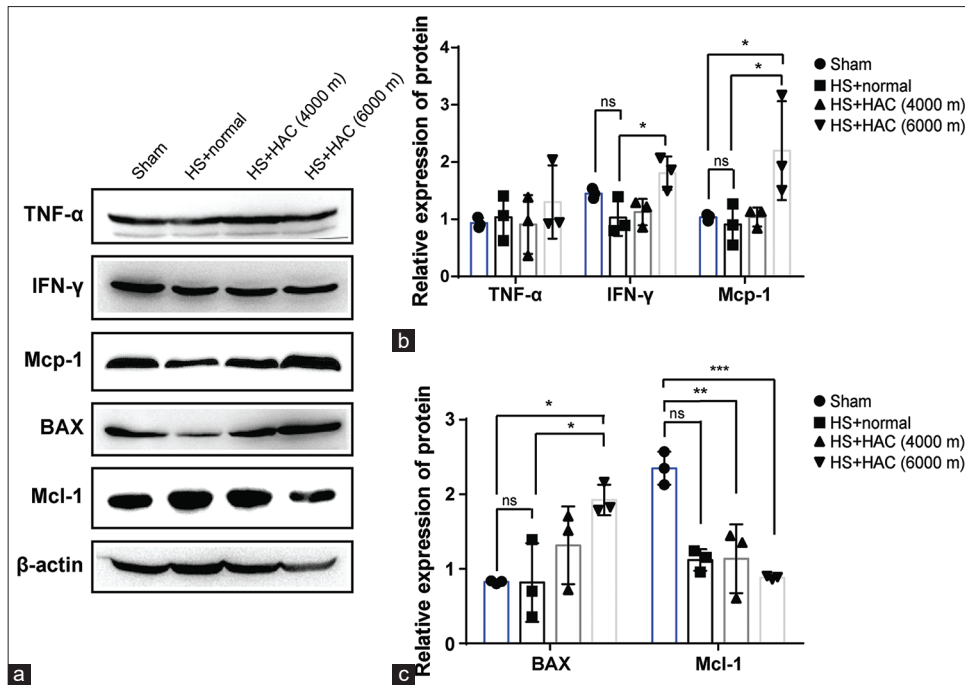 Sham
HS+normal
HS+HAC (4000 m)
HS+HAC (6000 m)
TNF-α
IFN-γ
Mcp-1
BAX
Mcl-1
β-actin
a
Relative expression of protein
4
3
2
1
0
ns
*
ns
*
*
TNF-α
IFN-γ
Mcp-1
Sham
HS+normal
HS+HAC (4000 m)
HS+HAC (6000 m)
b
Relative expression of protein
3
2
1
0
ns
*
*
ns
**
***
BAX
Mcl-1
Sham
HS+normal
HS+HAC (4000 m)
HS+HAC (6000 m)
c